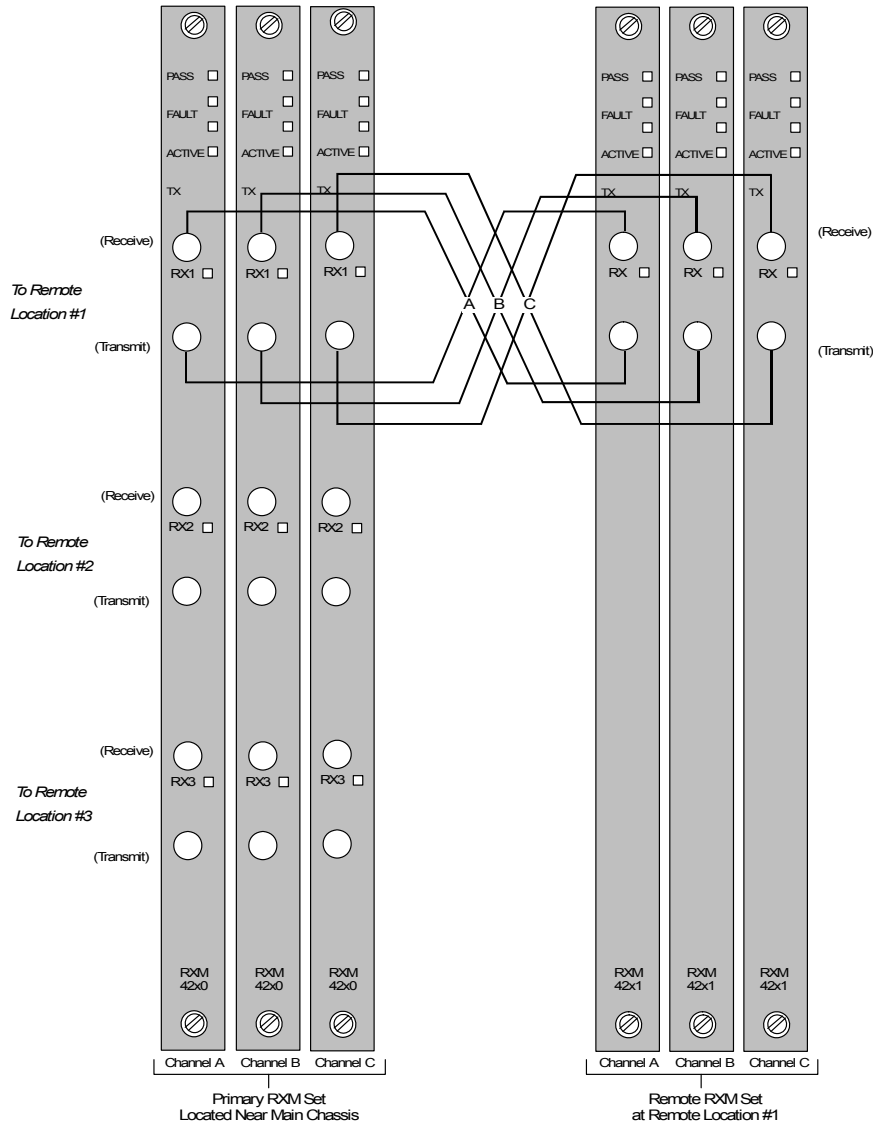 PASS PASS PASS PASS PASS PASS
FAULT FAULT FAULT FAULT FAULT FAULT
ACTIVE ACTIVE ACTIVE ACTIVE ACTIVE ACTIVE
TX TX TX TX TX TX
(Receive) (Receive)
RX1 RX1 RX1 RX RX RX
To Remote
Location #1
A B C
(Transmit) (Transmit)
(Receive)
RX2 RX2 RX2
To Remote
Location #2
(Transmit)
(Receive)
RX3 RX3 RX3
To Remote
Location #3
(Transmit)
RXM RXM RXM RXM RXM RXM
42x0 42x0 42x0 42x1 42x1 42x1
Channel A Channel B Channel C Channel A Channel B Channel C
Primary RXM Set
Located Near Main Chassis
Remote RXM Set
at Remote Location #1